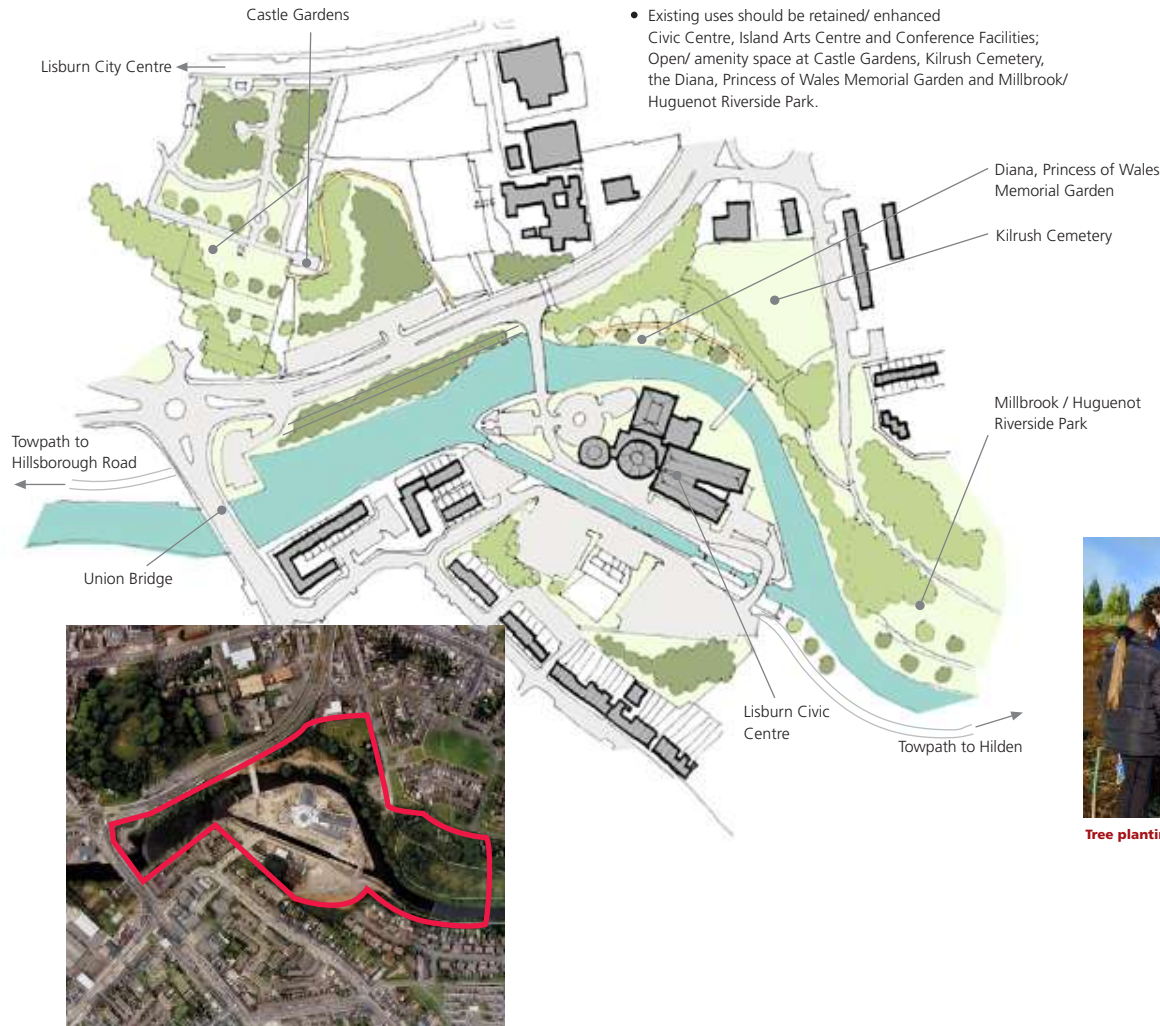 Castle Gardens
Lisburn City Centre
• Existing uses should be retained/ enhanced
Civic Centre, Island Arts Centre and Conference Facilities;
Open/ amenity space at Castle Gardens, Kilrush Cemetery,
the Diana, Princess of Wales Memorial Garden and Millbrook/
Huguenot Riverside Park.
Diana, Princess of Wales
Memorial Garden
Kilrush Cemetery
Millbrook / Huguenot
Riverside Park
Towpath to
Hillsborough Road
Union Bridge
Lisburn Civic
Centre
Towpath to Hilden
Tree plantin